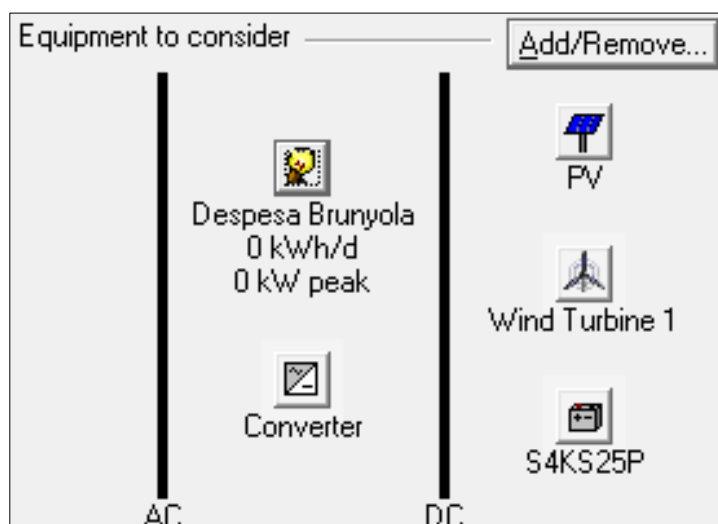 Equipment to consider
Add/Remove...
PV
Despesa Brunyola
0 kWh/d
0 kW peak
Wind Turbine 1
Converter
S4KS25P
AC
DC